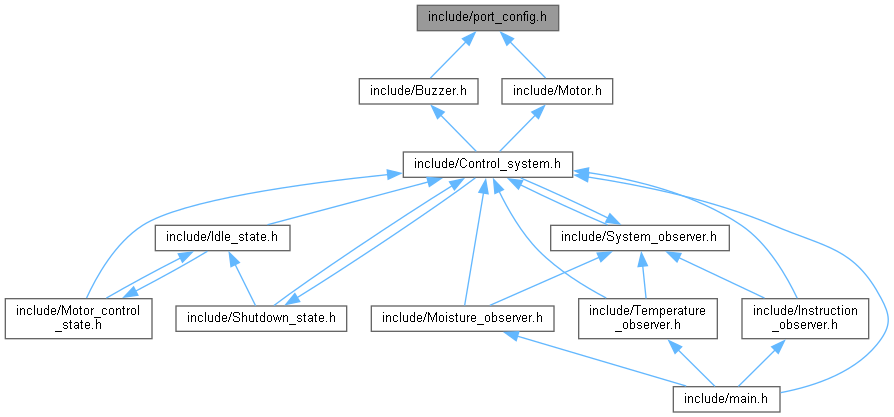 include/port_config.h
include/Buzzer.h
include/Motor.h
include/Control_system.h
include/Idle_state.h
include/System_observer.h
include/Motor_control
_state.h
include/Shutdown_state.h
include/Moisture_observer.h
include/Temperature
_observer.h
include/Instruction
_observer.h
include/main.h